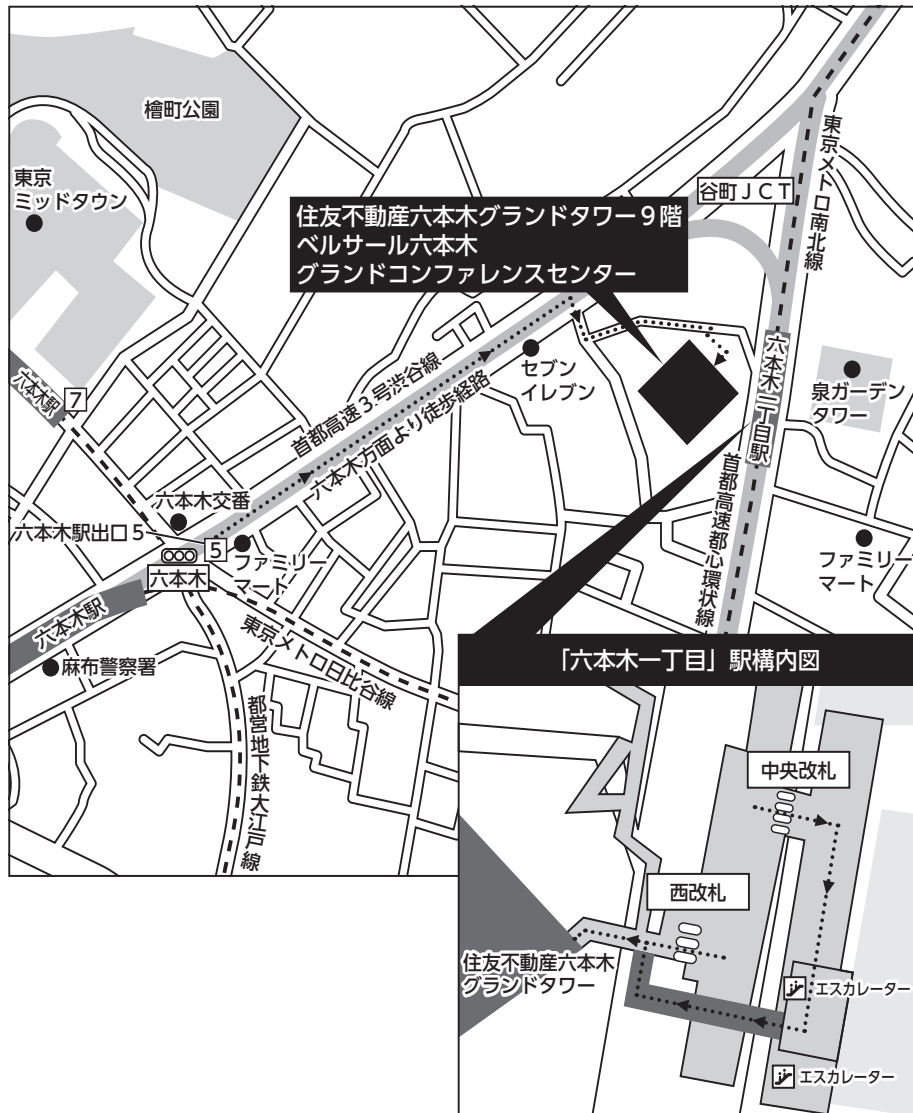 檜町公園
東京
ミッドタウン
谷町ＪＣＴ
東京メトロ南北線
住友不動産六本木グランドタワー９階
ベルサール六本木
グランドコンファレンスセンター
六本木一丁目駅
泉ガーデン
タワー
セブン
イレブン
首都高速３号渋谷線
六本木方面より徒歩経路
六本木駅
7
六本木交番
六本木駅出口５
5
ファミリー
マート
六本木
六本木駅
麻布警察署
東京メトロ日比谷線
都営地下鉄大江戸線
首都高速都心環状線
ファミリー
マート
「六本木一丁目」駅構内図
中央改札
西改札
住友不動産六本木
グランドタワー
エスカレーター
エスカレーター